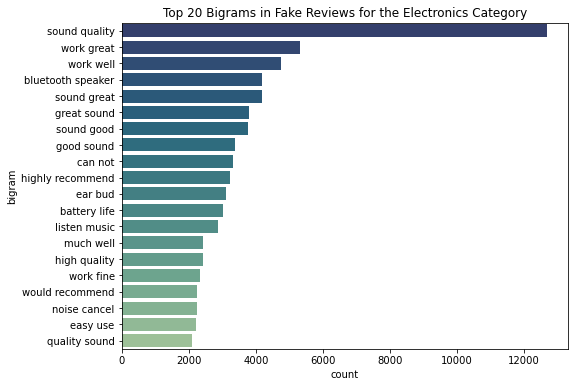 Top 20 Bigrams in Fake Reviews for the Electronics Category
sound quality
work great
work well
bluetooth speaker
sound great
great sound
sound good
good sound
can not
highly recommend
ear bud
battery life
listen music
much well
high quality
work fine
would recommend
noise cancel
easy use
quality sound
bigram
0 2000 4000 6000 8000 10000 12000
count